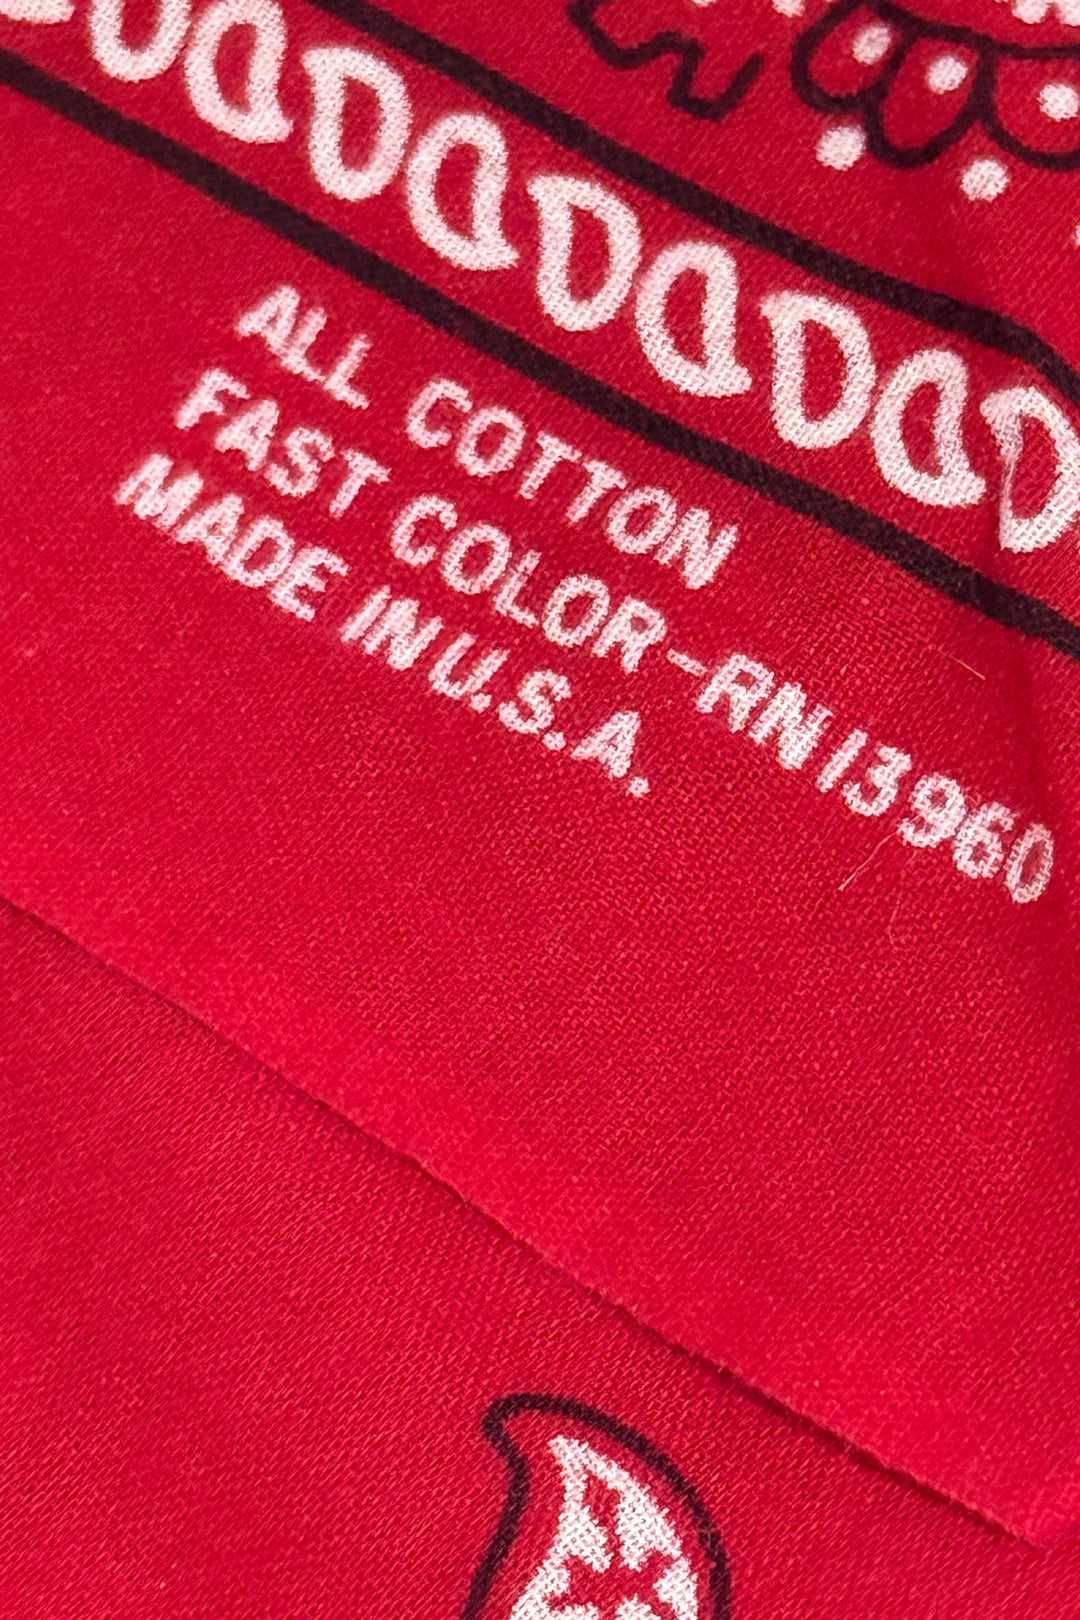 ALL COTTON
FAST COLOR-RN 13960
MADE IN U.S.A.